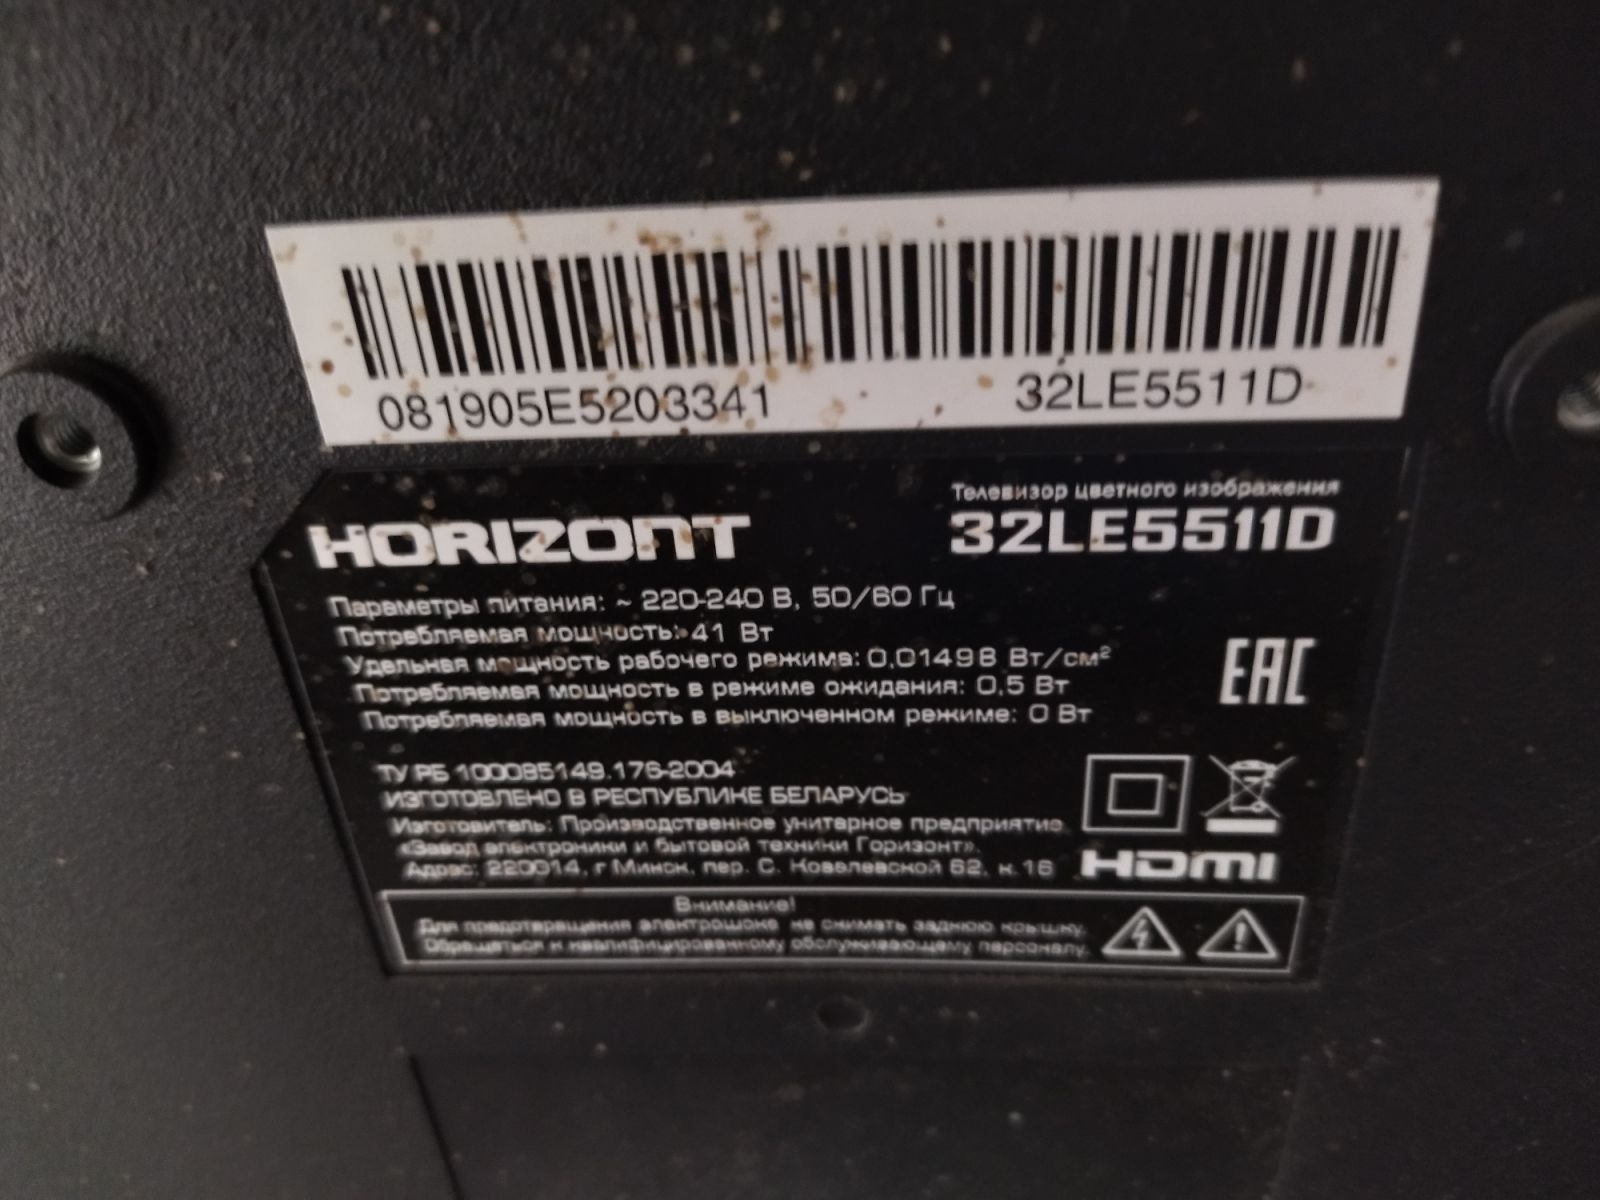 081905E5203341 32LE5511D
Телевизор цветного изображения
HORIZONT 32LE5511D
Параметры питания: ~ 220-240 В, 50/60 Гц
Потребляемая мощность: 41 Вт
Удельная мощность рабочего режима: 0,01498 Вт/см²
Потребляемая мощность в режиме ожидания: 0,5 Вт
Потребляемая мощность в выключенном режиме: 0 Вт
EAC
ТУ РБ 100085149.176-2004
ИЗГОТОВЛЕНО В РЕСПУБЛИКЕ БЕЛАРУСЬ
Изготовитель: Производственное унитарное предприятие
«Завод электроники и бытовой техники Горизонт».
Адрес: 220014, г Минск, пер. С. Ковалевской 62, к. 16
HDMI
Внимание!
Для предотвращения электрошока не снимать заднюю крышку.
Обращаться к квалифицированному обслуживающему персоналу.